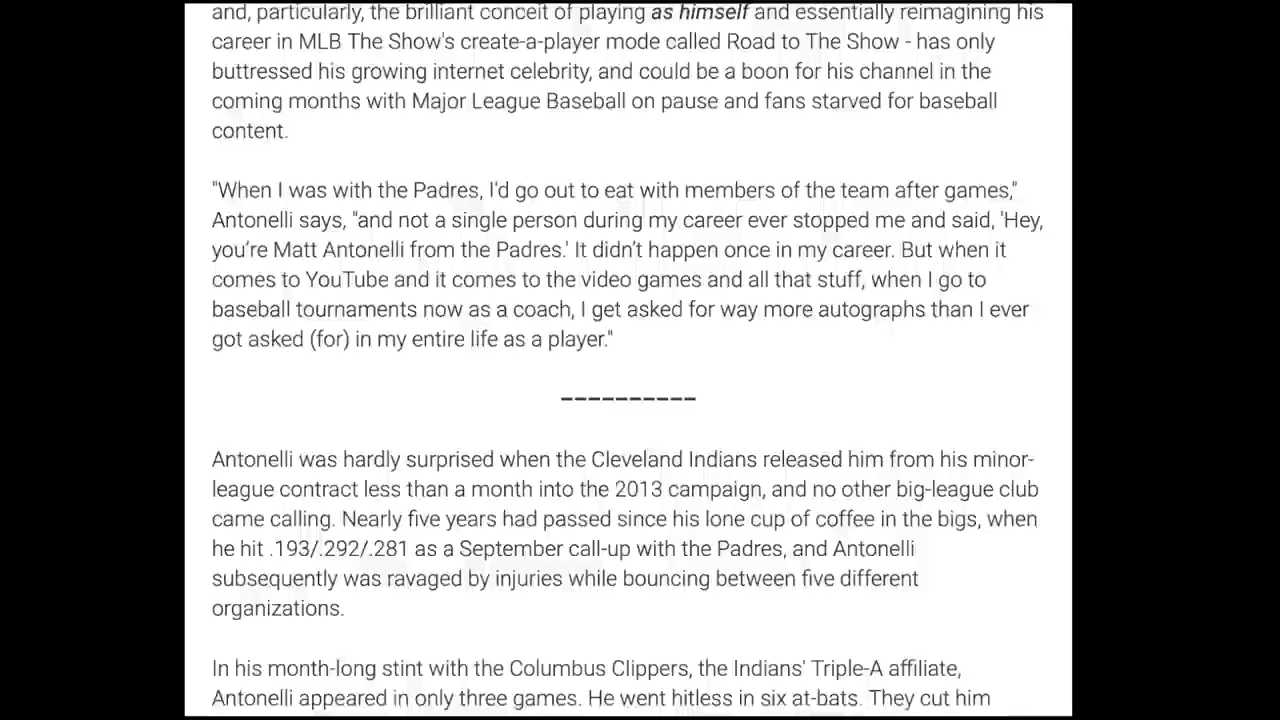 and, particularly, the brilliant conceit of playing as himself and essentially reimagining his
career in MLB The Show's create-a-player mode called Road to The Show - has only
buttressed his growing internet celebrity, and could be a boon for his channel in the
coming months with Major League Baseball on pause and fans starved for baseball
content.
"When I was with the Padres, I'd go out to eat with members of the team after games,"
Antonelli says, "and not a single person during my career ever stopped me and said, 'Hey,
you're Matt Antonelli from the Padres.' It didn't happen once in my career. But when it
comes to YouTube and it comes to the video games and all that stuff, when I go to
baseball tournaments now as a coach, I get asked for way more autographs than I ever
got asked (for) in my entire life as a player."
----------
Antonelli was hardly surprised when the Cleveland Indians released him from his minor-
league contract less than a month into the 2013 campaign, and no other big-league club
came calling. Nearly five years had passed since his lone cup of coffee in the bigs, when
he hit .193/.292/.281 as a September call-up with the Padres, and Antonelli
subsequently was ravaged by injuries while bouncing between five different
organizations.
In his month-long stint with the Columbus Clippers, the Indians' Triple-A affiliate,
Antonelli appeared in only three games. He went hitless in six at-bats. They cut him